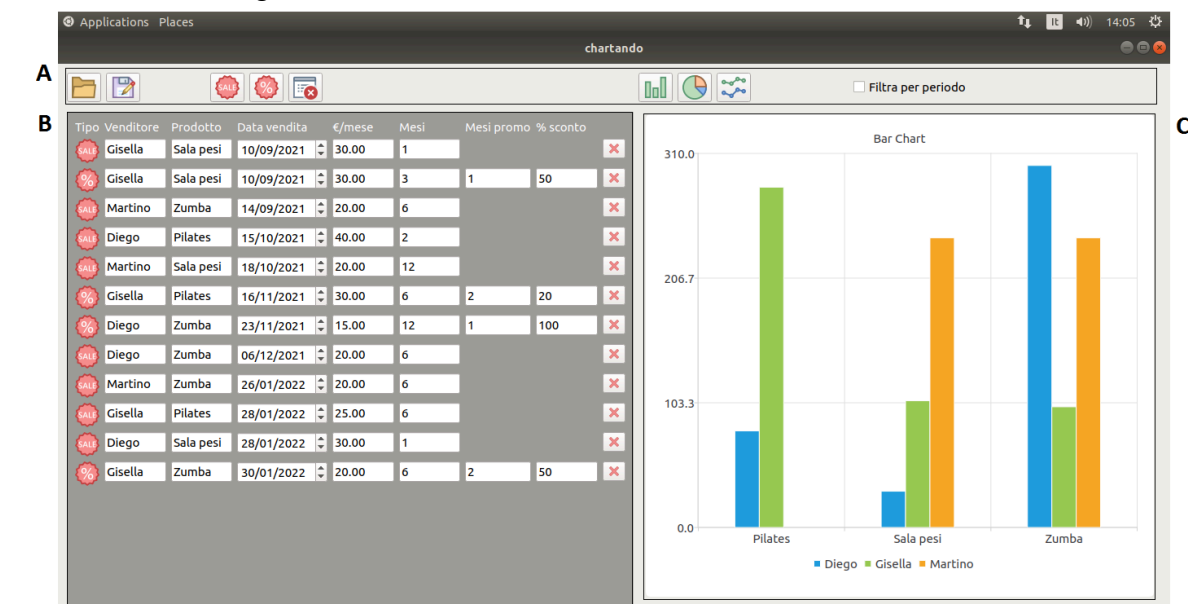 Applications Places It 14:05
chartando
A
SALE % Filtra per periodo
B
C
Tipo Venditore Prodotto Data vendita €/mese Mesi Mesi promo % sconto
SALE Gisella Sala pesi 10/09/2021 30.00 1
% Gisella Sala pesi 10/09/2021 30.00 3 1 50
SALE Martino Zumba 14/09/2021 20.00 6
SALE Diego Pilates 15/10/2021 40.00 2
SALE Martino Sala pesi 18/10/2021 20.00 12
% Gisella Pilates 16/11/2021 30.00 6 2 20
% Diego Zumba 23/11/2021 15.00 12 1 100
SALE Diego Zumba 06/12/2021 20.00 6
SALE Martino Zumba 26/01/2022 20.00 6
SALE Gisella Pilates 28/01/2022 25.00 6
SALE Diego Sala pesi 28/01/2022 30.00 1
% Gisella Zumba 30/01/2022 20.00 6 2 50
Bar Chart
310.0
206.7
103.3
0.0
Pilates Sala pesi Zumba
Diego Gisella Martino